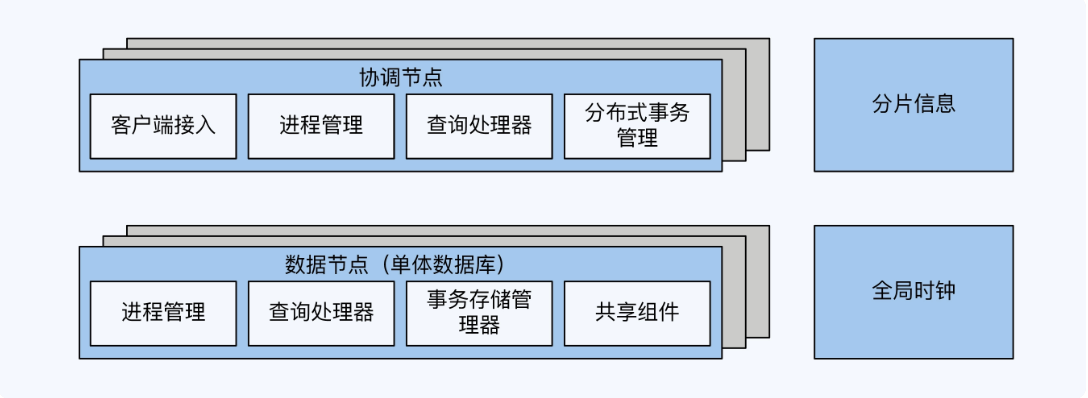 协调节点
客户端接入
进程管理
查询处理器
分布式事务
管理
分片信息
数据节点（单体数据库）
进程管理
查询处理器
事务存储管
理器
共享组件
全局时钟